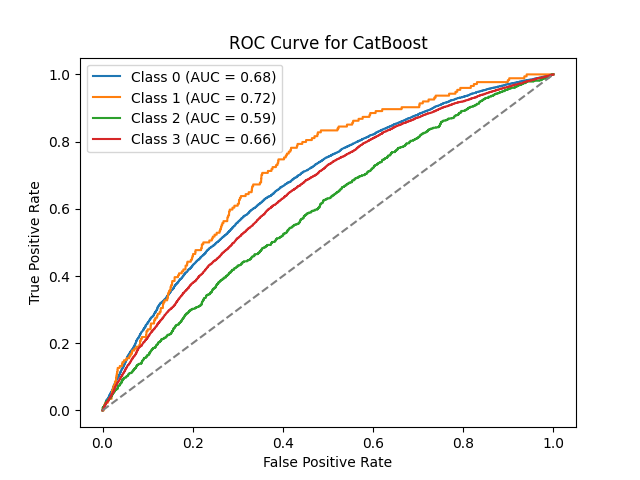 ROC Curve for CatBoost
Class 0 (AUC = 0.68)
Class 1 (AUC = 0.72)
Class 2 (AUC = 0.59)
Class 3 (AUC = 0.66)
True Positive Rate
1.0
0.8
0.6
0.4
0.2
0.0
0.0 0.2 0.4 0.6 0.8 1.0
False Positive Rate